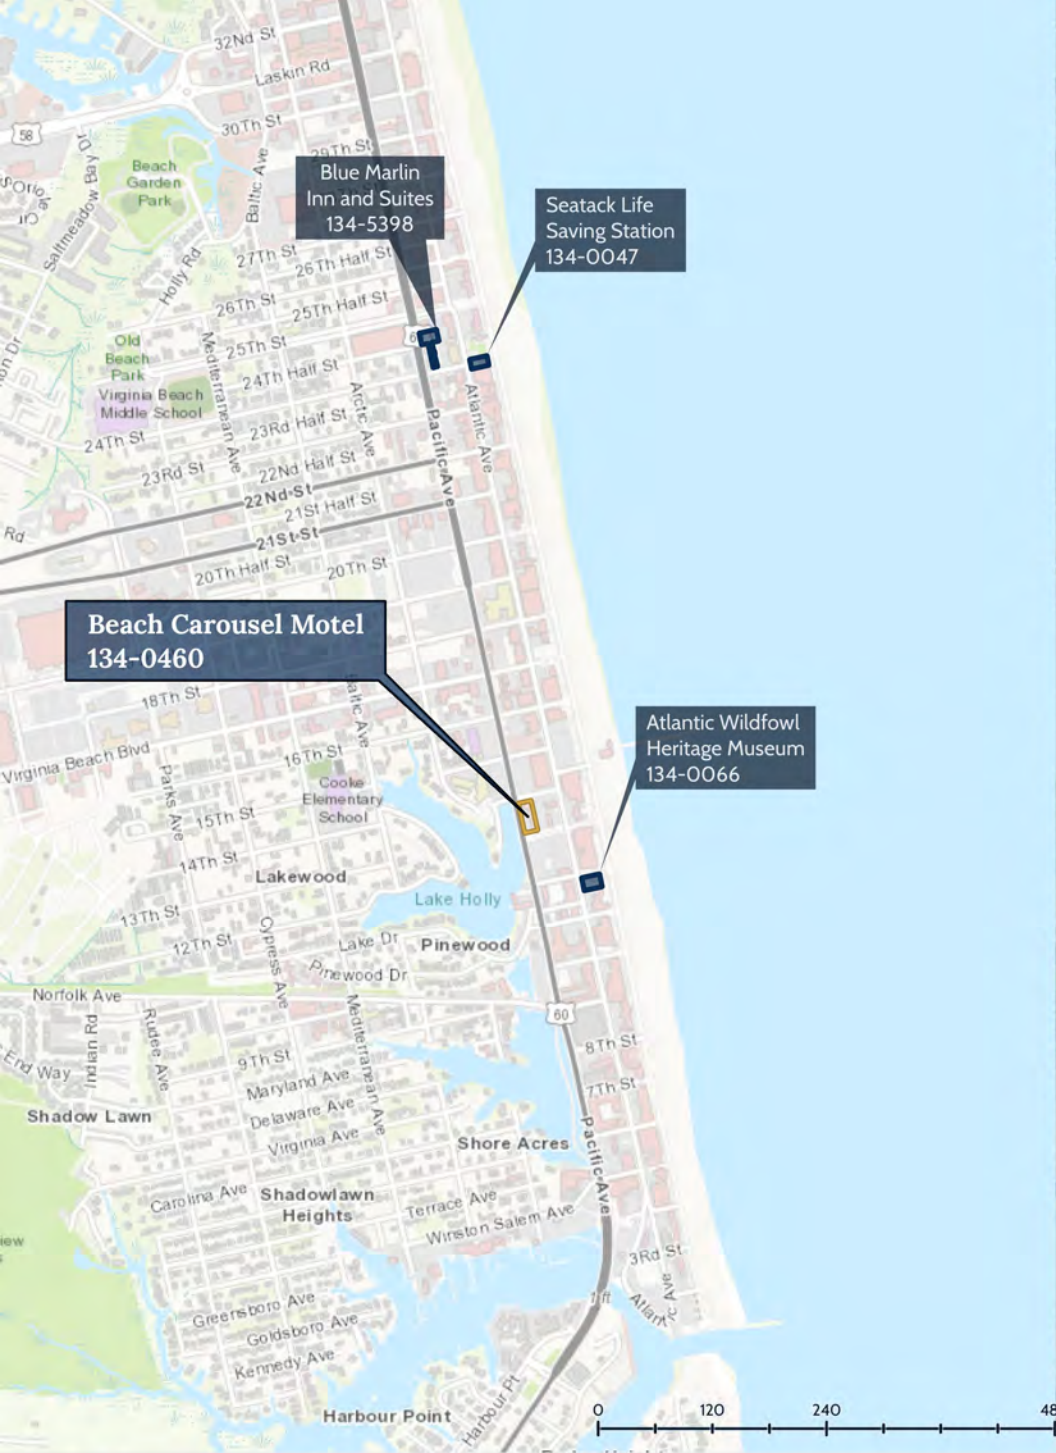 32Nd St
Laskin Rd
58
30Th St
29Th St
Beach
Garden
Park
Baltic Ave
Saltmeadow Bay Dr
Blue Marlin
Inn and Suites
134-5398
Seatack Life
Saving Station
134-0047
Holly Rd
27Th St
26Th Half St
26Th St
25Th Half St
25Th St
24Th Half St
Old
Beach
Park
Virginia Beach
Middle School
Mediterranean Ave
Arctic Ave
Atlantic Ave
Pacific Ave
24Th St
23Rd Half St
23Rd St
22Nd Half St
22Nd St
21St Half St
21St St
Rd
20Th Half St
20Th St
Beach Carousel Motel
134-0460
18Th St
Baltic Ave
Virginia Beach Blvd
16Th St
Parks Ave
Cooke
Elementary
School
Atlantic Wildfowl
Heritage Museum
134-0066
15Th St
14Th St
Lakewood
Lake Holly
13Th St
12Th St
Cypress Ave
Lake Dr
Pinewood
Pinewood Dr
Norfolk Ave
Mediterranean Ave
60
Indian Rd
Rudee Ave
End Way
9Th St
8Th St
7Th St
Maryland Ave
Delaware Ave
Virginia Ave
Shadow Lawn
Shore Acres
Pacific Ave
Carolina Ave
Shadowlawn
Heights
Terrace Ave
Winston Salem Ave
3Rd St
Greensboro Ave
Goldsboro Ave
Kennedy Ave
Harbour Point
Harbour Pt
0 120 240 48